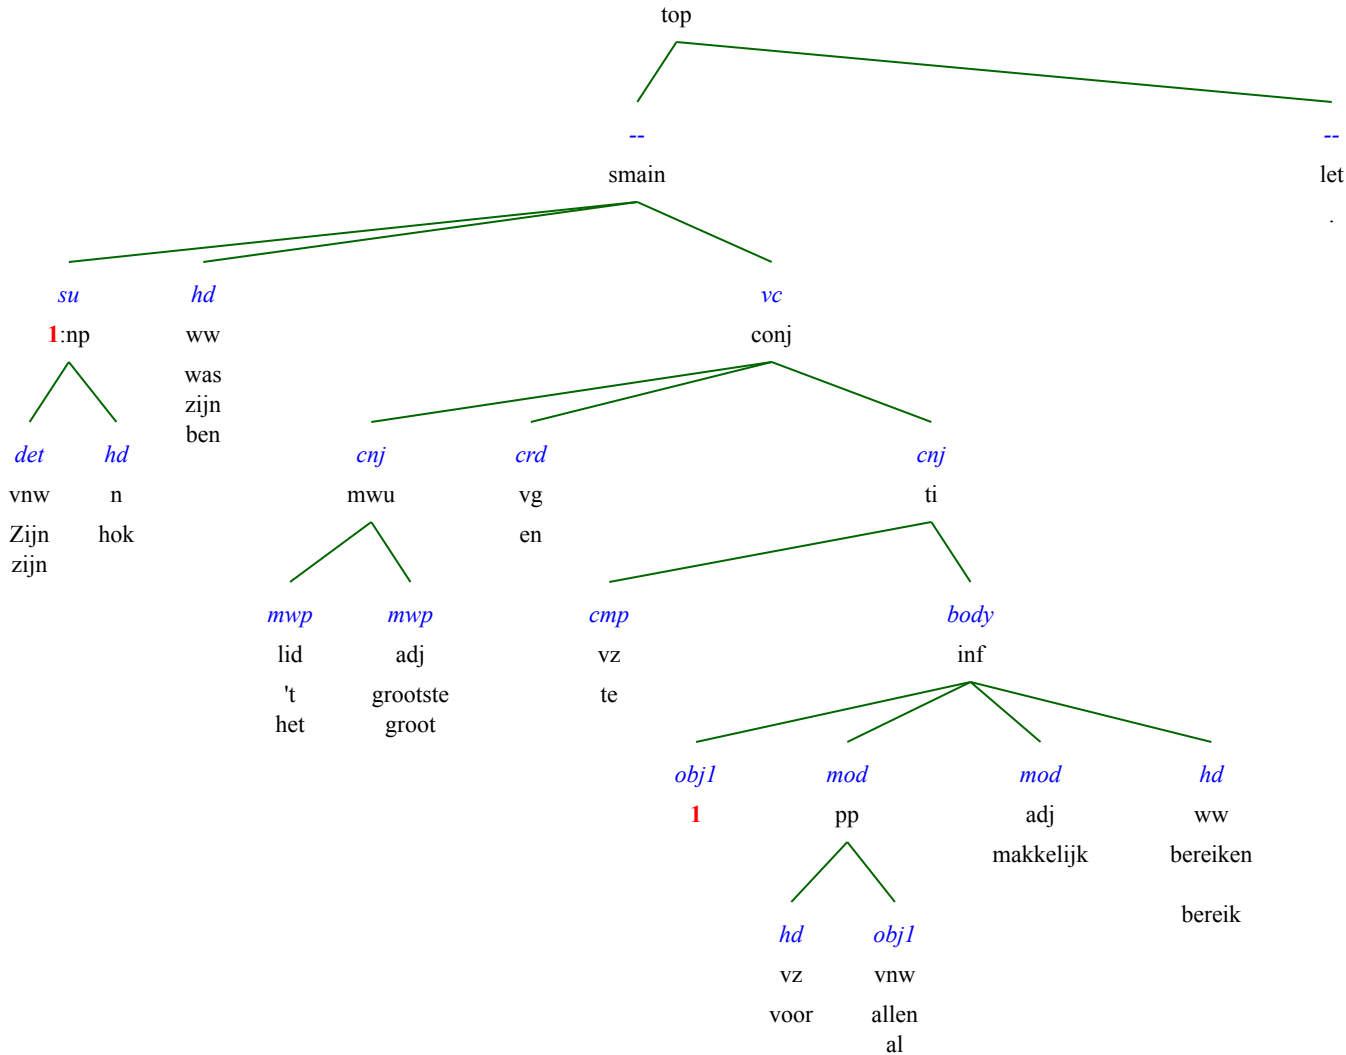 top
-- --
smain let
.
su hd vc
1:np ww conj
was
zijn
ben
det hd cnj crd cnj
vnw n mwu vg ti
Zijn hok en
zijn
mwp mwp cmp body
lid adj vz inf
't grootste te
het groot
obj1 mod mod hd
1 pp adj ww
makkelijk bereiken
bereik
hd obj1
vz vnw
voor allen
al